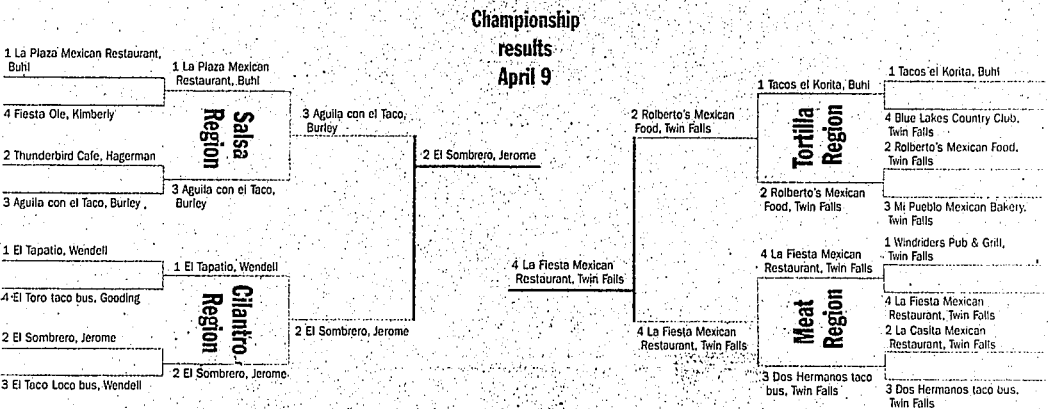 Championship
results
April 9
1 La Plaza Mexican Restaurant,
Buhl
4 Fiesta Ole, Kimberly
2 Thunderbird Cafe, Hagerman
3 Aguila con el Taco, Burley
1 El Tapatio, Wendell
4 El Toro taco bus, Gooding
2 El Sombrero, Jerome
3 El Taco Loco bus, Wendell
1 La Plaza Mexican
Restaurant, Buhl
Salsa
Region
3 Aguila con el Taco,
Burley
1 El Tapatio, Wendell
Cilantro
Region
2 El Sombrero, Jerome
3 Aguila con el Taco,
Burley
2 El Sombrero, Jerome
2 El Sombrero, Jerome
4 La Fiesta Mexican
Restaurant, Twin Falls
2 Rolberto's Mexican
Food, Twin Falls
4 La Fiesta Mexican
Restaurant, Twin Falls
1 Tacos el Korita, Buhl
Tortilla
Region
2 Rolberto's Mexican
Food, Twin Falls
4 La Fiesta Mexican
Restaurant, Twin Falls
Meat
Region
3 Dos Hermanos taco
bus, Twin Falls
1 Tacos el Korita, Buhl
4 Blue Lakes Country Club,
Twin Falls
2 Rolberto's Mexican Food,
Twin Falls
3 Mi Pueblo Mexican Bakery,
Twin Falls
1 Windriders Pub & Grill,
Twin Falls
4 La Fiesta Mexican
Restaurant, Twin Falls
2 La Casita Mexican
Restaurant, Twin Falls
3 Dos Hermanos taco bus,
Twin Falls